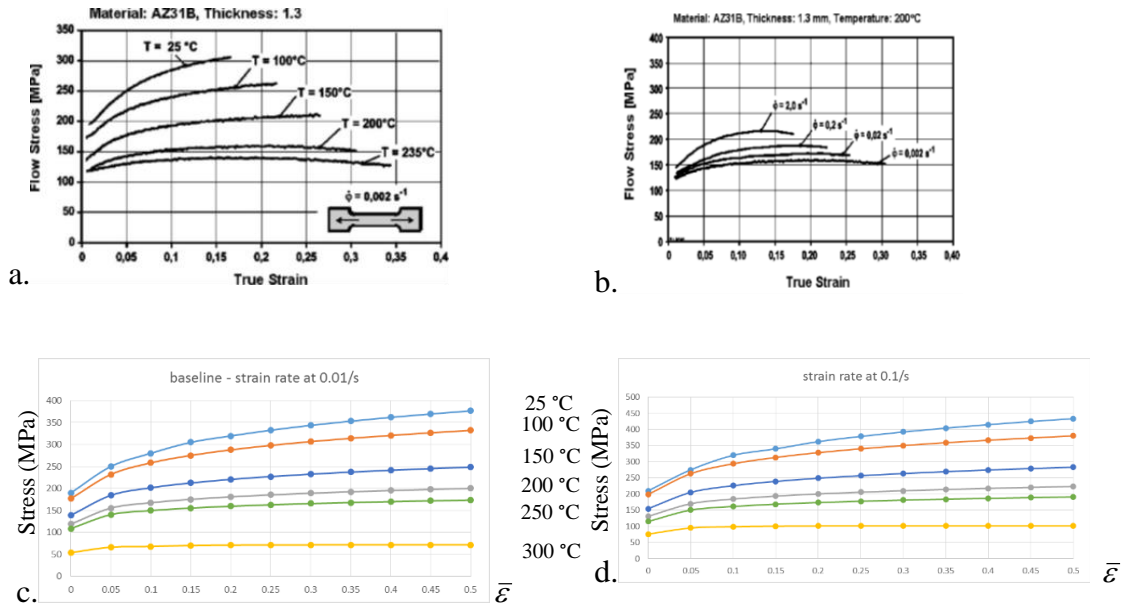 Material: AZ31B, Thickness: 1.3
Flow Stress [MPa]
350
300
250
200
150
100
50
0
T = 25 °C
T = 100°C
T = 150°C
T = 200°C
T = 235°C
φ̇ = 0,002 s⁻¹
0 0,05 0,1 0,15 0,2 0,25 0,3 0,35 0,4
True Strain
a.
Material: AZ31B, Thickness: 1.3 mm, Temperature: 200°C
Flow Stress [MPa]
400
350
300
250
200
150
100
50
0
φ̇ = 2,0 s⁻¹
φ̇ = 0,2 s⁻¹
φ̇ = 0,02 s⁻¹
φ̇ = 0,002 s⁻¹
0 0,05 0,10 0,15 0,20 0,25 0,30 0,35 0,40
True Strain
b.
baseline - strain rate at 0.01/s
Stress (MPa)
400
350
300
250
200
150
100
50
0
0 0.05 0.1 0.15 0.2 0.25 0.3 0.35 0.4 0.45 0.5
c.
ε̅
25 °C
100 °C
150 °C
200 °C
250 °C
300 °C
strain rate at 0.1/s
Stress (MPa)
500
450
400
350
300
250
200
150
100
50
0
0 0.05 0.1 0.15 0.2 0.25 0.3 0.35 0.4 0.45 0.5
d.
ε̅